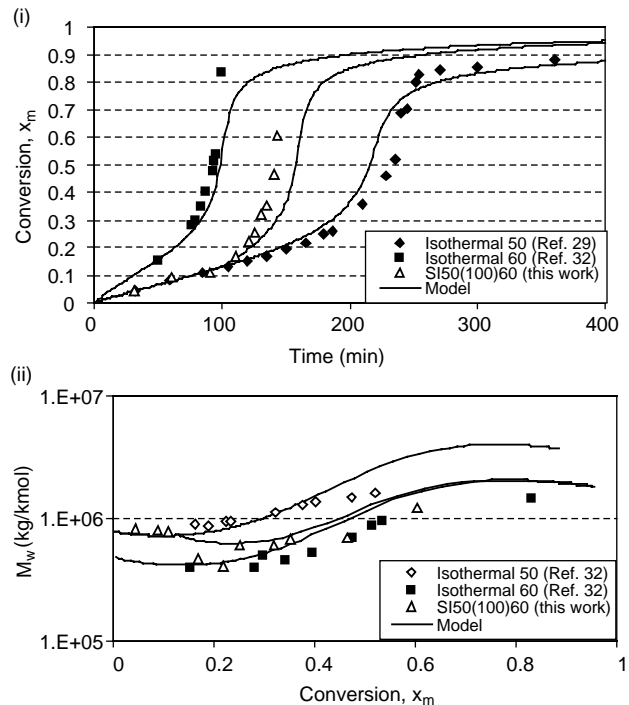 (i)
Conversion, xm
1
0.9
0.8
0.7
0.6
0.5
0.4
0.3
0.2
0.1
0
0 100 200 300 400
Time (min)
Isothermal 50 (Ref. 29)
Isothermal 60 (Ref. 32)
SI50(100)60 (this work)
Model
(ii)
Mw (kg/kmol)
1.E+07
1.E+06
1.E+05
0 0.2 0.4 0.6 0.8 1
Conversion, xm
Isothermal 50 (Ref. 32)
Isothermal 60 (Ref. 32)
SI50(100)60 (this work)
Model